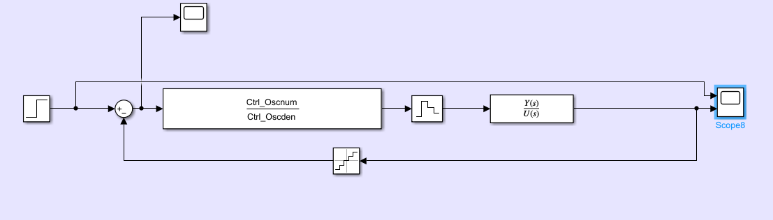 Ctrl_Oscnum
Ctrl_Oscden
Y(s)
U(s)
+
−
Scope8